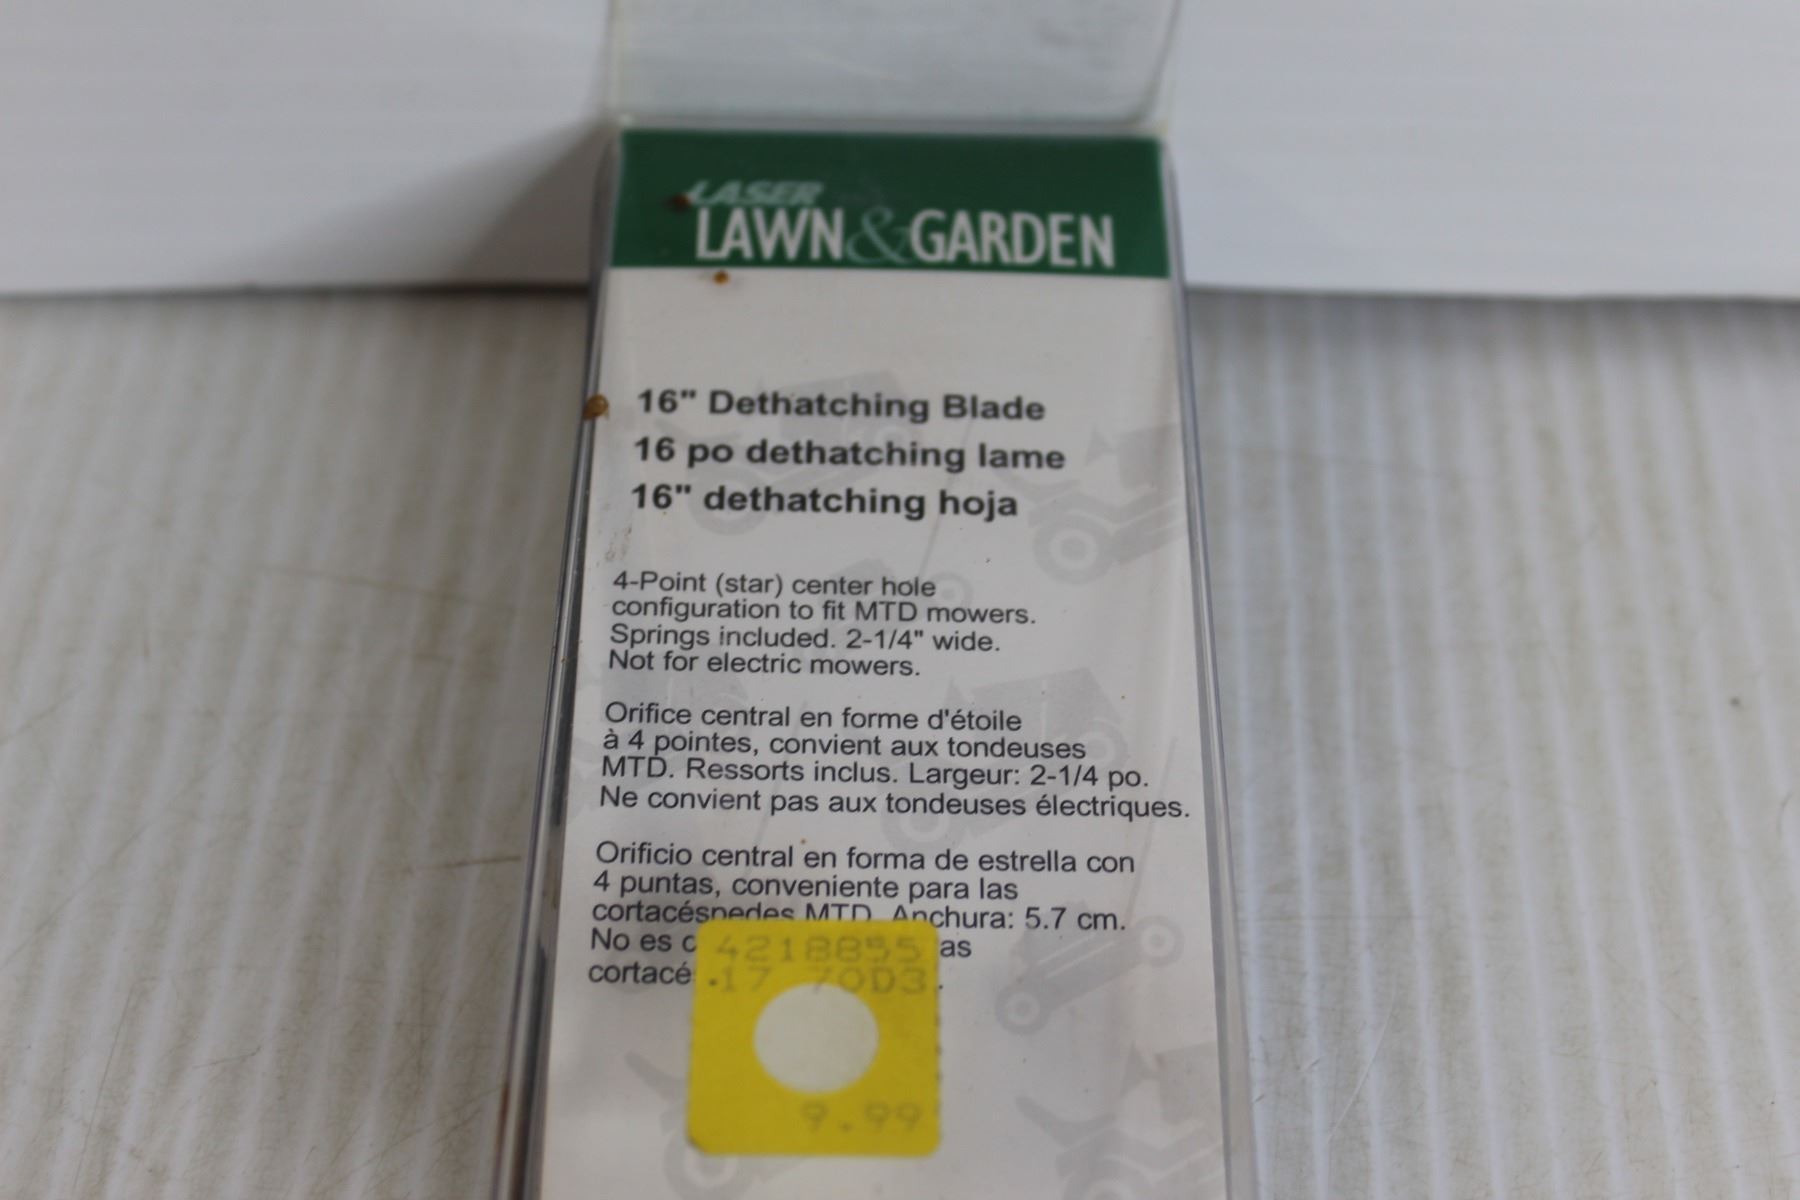 LASER
LAWN & GARDEN
16" Dethatching Blade
16 po dethatching lame
16" dethatching hoja
4-Point (star) center hole
configuration to fit MTD mowers.
Springs included. 2-1/4" wide.
Not for electric mowers.
Orifice central en forme d'étoile
à 4 pointes, convient aux tondeuses
MTD. Ressorts inclus. Largeur: 2-1/4 po.
Ne convient pas aux tondeuses électriques.
Orificio central en forma de estrella con
4 puntas, conveniente para las
cortacéspedes MTD. Anchura: 5.7 cm.
No es c as
cortacé .
4218855
.17 70D3
9.99